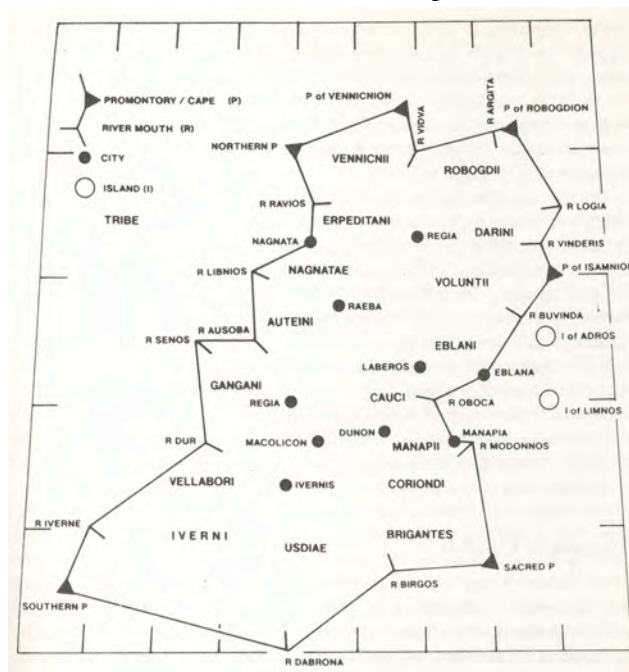 P of VENNICNION
R VIDVA
R ARGITA
P of ROBOGDION
PROMONTORY / CAPE (P)
RIVER MOUTH (R)
CITY
ISLAND (I)
TRIBE
NORTHERN P
VENNICNII
ROBOGDII
R RAVIOS
ERPEDITANI
R LOGIA
NAGNATA
REGIA
DARINI
R VINDERIS
R LIBNIOS
NAGNATAE
P of ISAMNION
VOLUNTII
RAEBA
AUTEINI
R BUVINDA
R SENOS
R AUSOBA
I of ADROS
EBLANI
LABEROS
EBLANA
GANGANI
CAUCI
REGIA
R OBOCA
I of LIMNOS
DUNON
MANAPIA
R DUR
MACOLICON
MANAPII
R MODONNOS
VELLABORI
IVERNIS
CORIONDI
R IVERNE
IVERNI
BRIGANTES
USDIAE
SACRED P
R BIRGOS
SOUTHERN P
R DABRONA